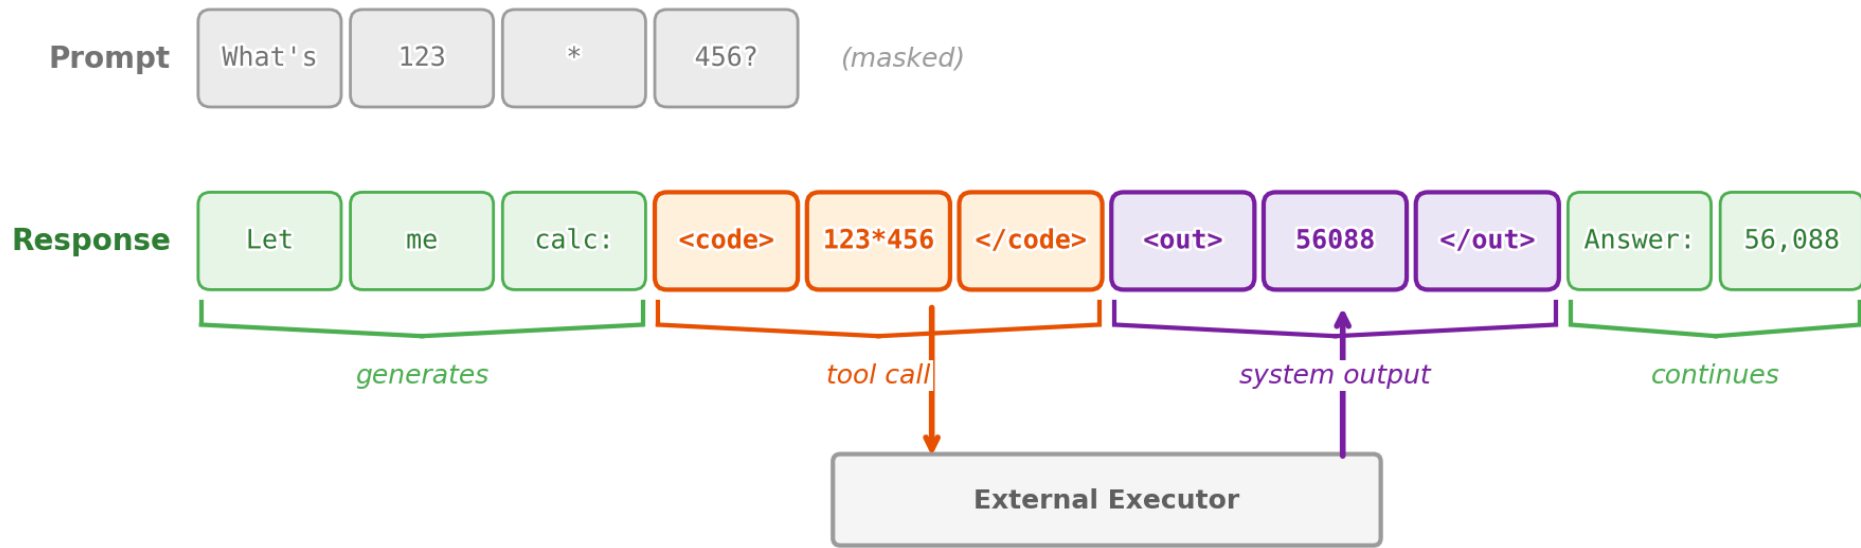 Prompt What's 123 * 456? (masked)
Response Let me calc: <code> 123*456 </code> <out> 56088 </out> Answer: 56,088
generates tool call system output continues
External Executor